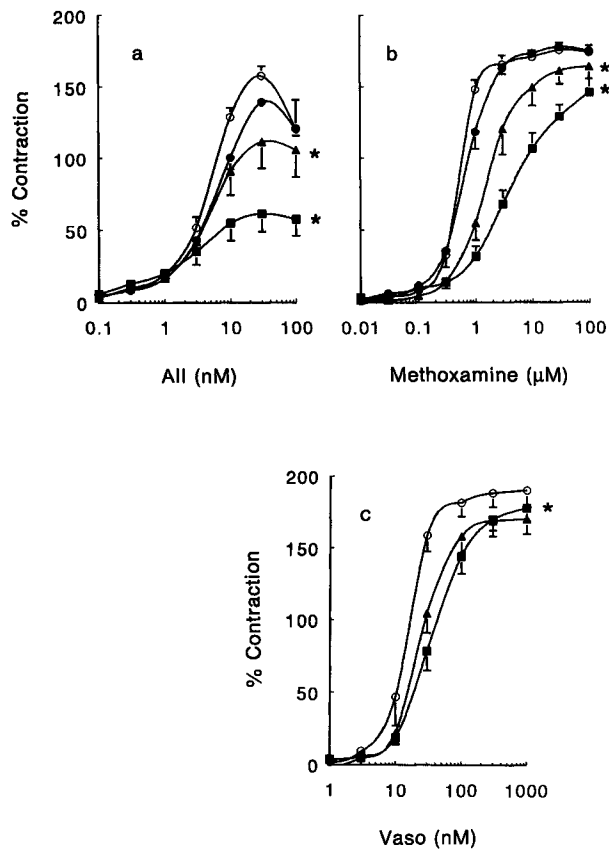 a
b
% Contraction
200
150
100
50
0
*
*
*
*
0.1 1 10 100
0.01 0.1 1 10 100
AII (nM)
Methoxamine (µM)
c
% Contraction
200
150
100
50
0
*
1 10 100 1000
Vaso (nM)